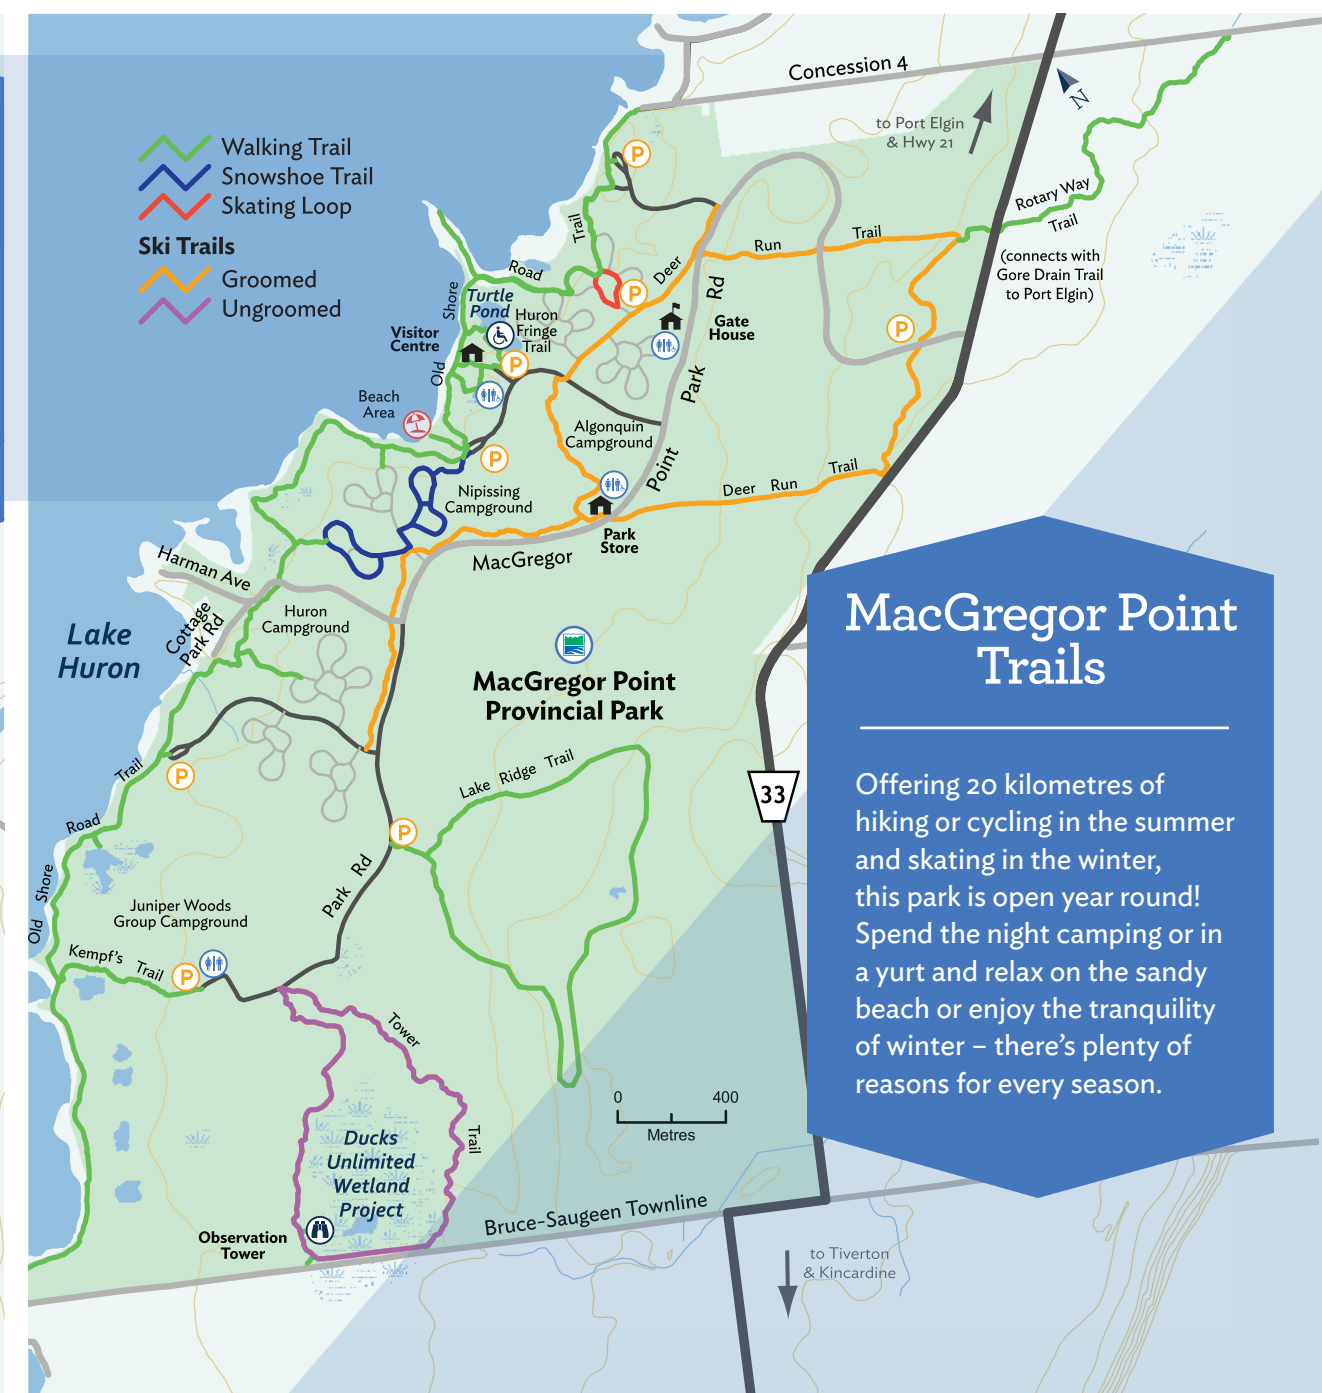 Concession 4
to Port Elgin
& Hwy 21
N
Walking Trail
Snowshoe Trail
Skating Loop
Ski Trails
Groomed
Ungroomed
P
Rotary Way
Trail
(connects with
Gore Drain Trail
to Port Elgin)
Trail
Road
Shore
Old
Deer
Run
Trail
P
Turtle
Pond
Huron
Fringe
Trail
Visitor
Centre
P
Gate
House
P
Beach
Area
MacGregor
Point
Park
Rd
Algonquin
Campground
P
Nipissing
Campground
Deer Run
Trail
Park
Store
Harman Ave
Cottage
Park Rd
Huron
Campground
Lake
Huron
MacGregor Point
Provincial Park
MacGregor Point
Trails
Offering 20 kilometres of
hiking or cycling in the summer
and skating in the winter,
this park is open year round!
Spend the night camping or in
a yurt and relax on the sandy
beach or enjoy the tranquility
of winter – there's plenty of
reasons for every season.
Lake Ridge Trail
33
P
P
Trail
Road
Shore
Old
Park Rd
Juniper Woods
Group Campground
Kempf's Trail
P
Tower
Trail
0 400
Metres
Ducks
Unlimited
Wetland
Project
Observation
Tower
Bruce-Saugeen Townline
to Tiverton
& Kincardine